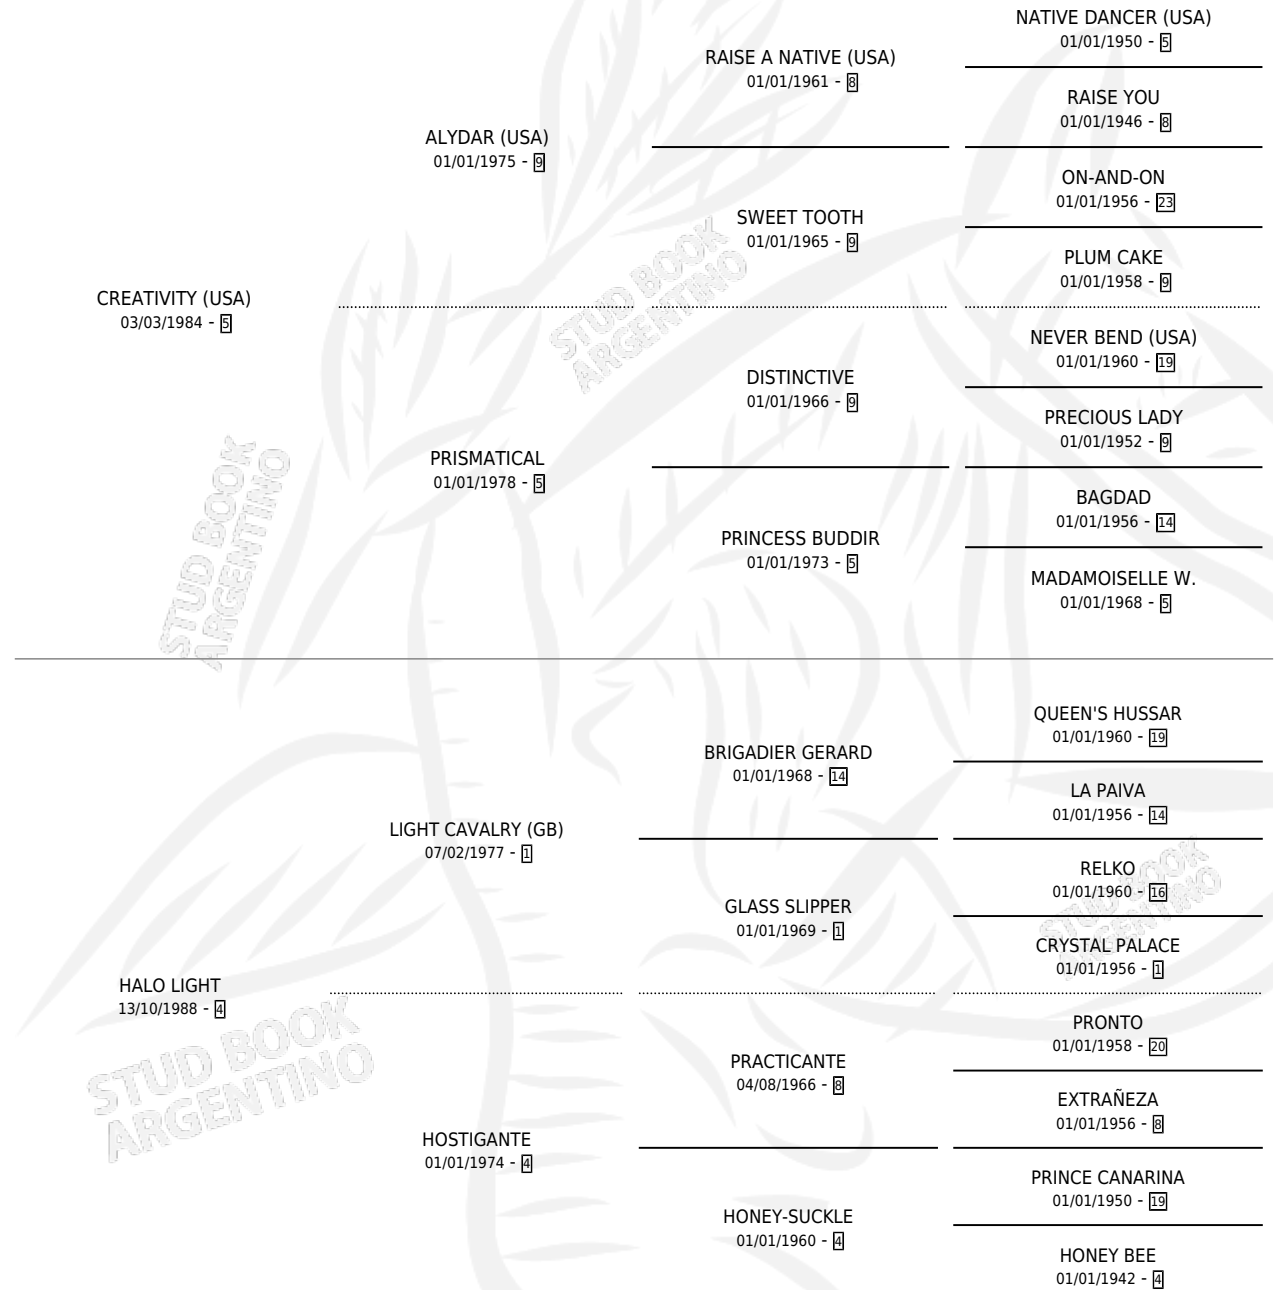 NATIVE DANCER (USA)
01/01/1950 - 5
RAISE A NATIVE (USA)
01/01/1961 - 8
RAISE YOU
01/01/1946 - 8
ALYDAR (USA)
01/01/1975 - 9
ON-AND-ON
01/01/1956 - 23
SWEET TOOTH
01/01/1965 - 9
PLUM CAKE
01/01/1958 - 9
CREATIVITY (USA)
03/03/1984 - 5
STUD BOOK
ARGENTINO
NEVER BEND (USA)
01/01/1960 - 19
DISTINCTIVE
01/01/1966 - 9
PRECIOUS LADY
01/01/1952 - 9
PRISMATICAL
01/01/1978 - 5
BAGDAD
01/01/1956 - 14
PRINCESS BUDDIR
01/01/1973 - 5
MADAMOISELLE W.
01/01/1968 - 5
STUD BOOK
ARGENTINO
QUEEN'S HUSSAR
01/01/1960 - 19
BRIGADIER GERARD
01/01/1968 - 14
LA PAIVA
01/01/1956 - 14
LIGHT CAVALRY (GB)
07/02/1977 - 1
RELKO
01/01/1960 - 16
GLASS SLIPPER
01/01/1969 - 1
STUD BOOK
ARGENTINO
CRYSTAL PALACE
01/01/1956 - 1
HALO LIGHT
13/10/1988 - 4
STUD BOOK
ARGENTINO
PRONTO
01/01/1958 - 20
PRACTICANTE
04/08/1966 - 8
EXTRAÑEZA
01/01/1956 - 8
HOSTIGANTE
01/01/1974 - 4
PRINCE CANARINA
01/01/1950 - 19
HONEY-SUCKLE
01/01/1960 - 4
HONEY BEE
01/01/1942 - 4